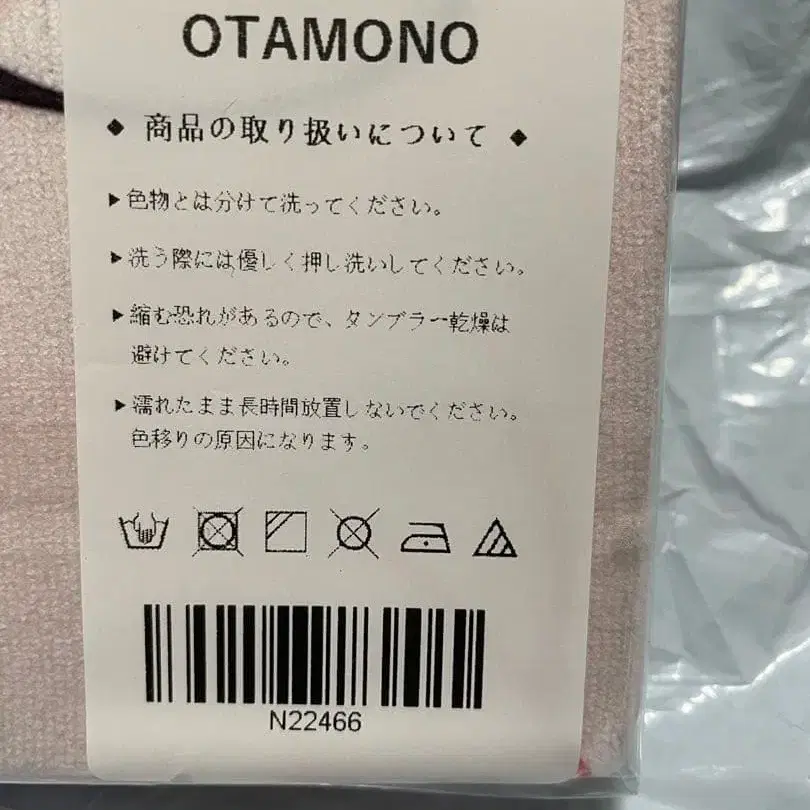 OTAMONO
◆ 商品の取り扱いについて ◆
▶色物とは分けて洗ってください。
▶洗う際には優しく押し洗いしてください。
▶縮む恐れがあるので、タンブラー乾燥は
避けてください。
▶濡れたまま長時間放置しないでください。
色移りの原因になります。
N22466